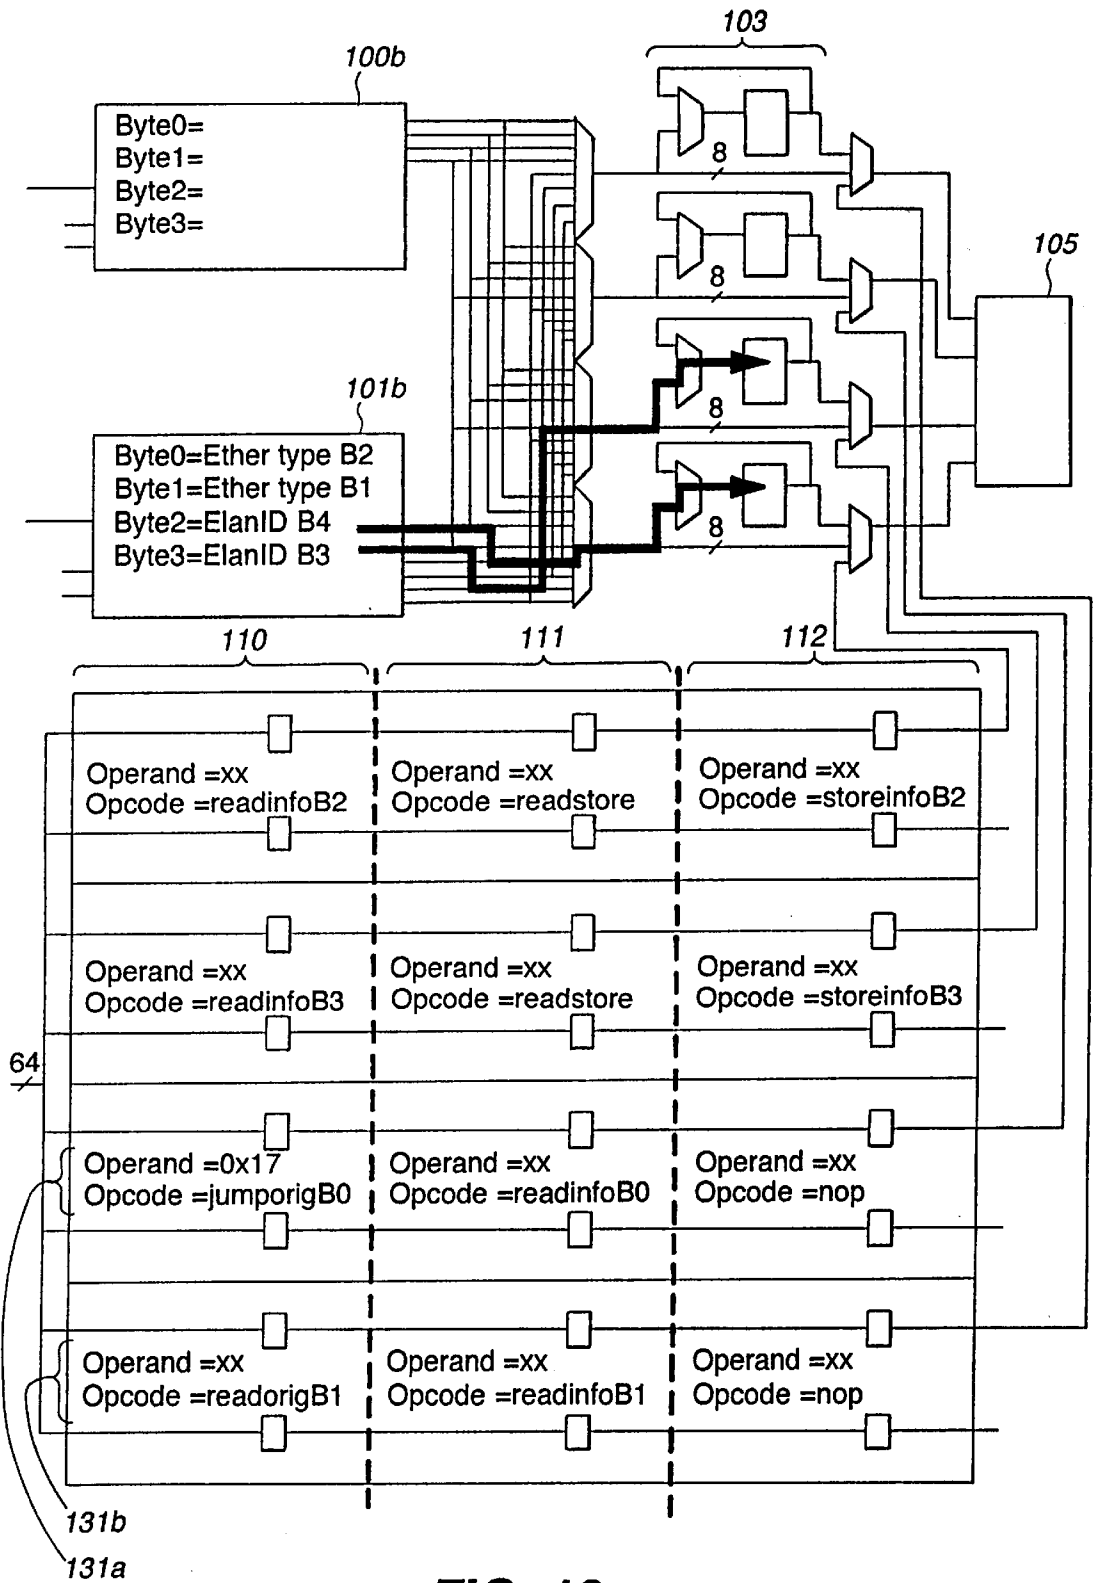 103
100b
Byte0=
Byte1=
Byte2=
Byte3=
8
8
105
101b
8
Byte0=Ether type B2
Byte1=Ether type B1
Byte2=ElanID B4
Byte3=ElanID B3
8
110
111
112
Operand =xx
Opcode =readinfoB2
Operand =xx
Opcode =readstore
Operand =xx
Opcode =storeinfoB2
Operand =xx
Opcode =readinfoB3
Operand =xx
Opcode =readstore
Operand =xx
Opcode =storeinfoB3
64
Operand =0x17
Opcode =jumporigB0
Operand =xx
Opcode =readinfoB0
Operand =xx
Opcode =nop
Operand =xx
Opcode =readorigB1
Operand =xx
Opcode =readinfoB1
Operand =xx
Opcode =nop
131b
131a